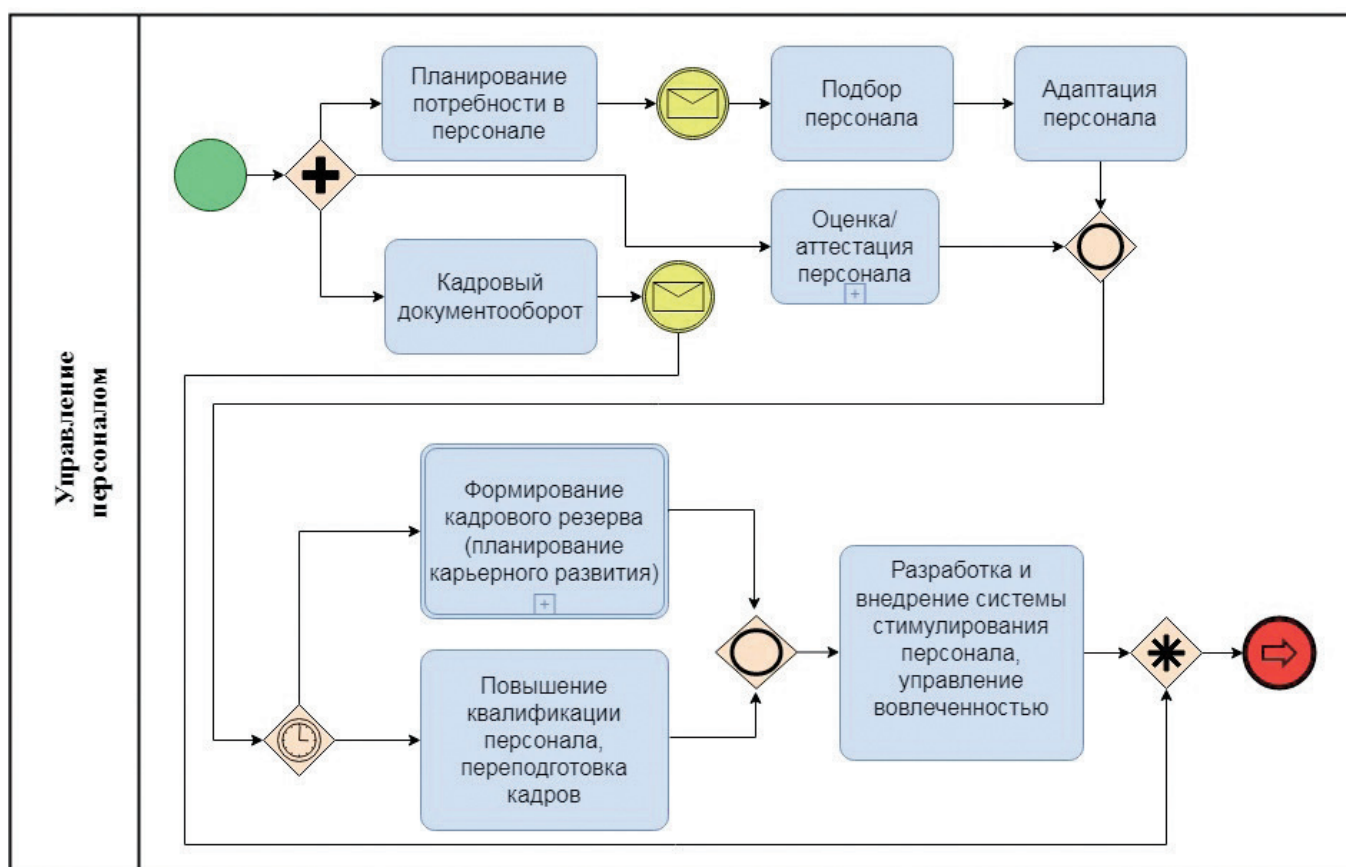 Управление
персоналом
Планирование
потребности в
персонале
Подбор
персонала
Адаптация
персонала
Оценка/
аттестация
персонала
Кадровый
документооборот
Формирование
кадрового резерва
(планирование
карьерного развития)
Повышение
квалификации
персонала,
переподготовка
кадров
Разработка и
внедрение системы
стимулирования
персонала,
управление
вовлеченностью